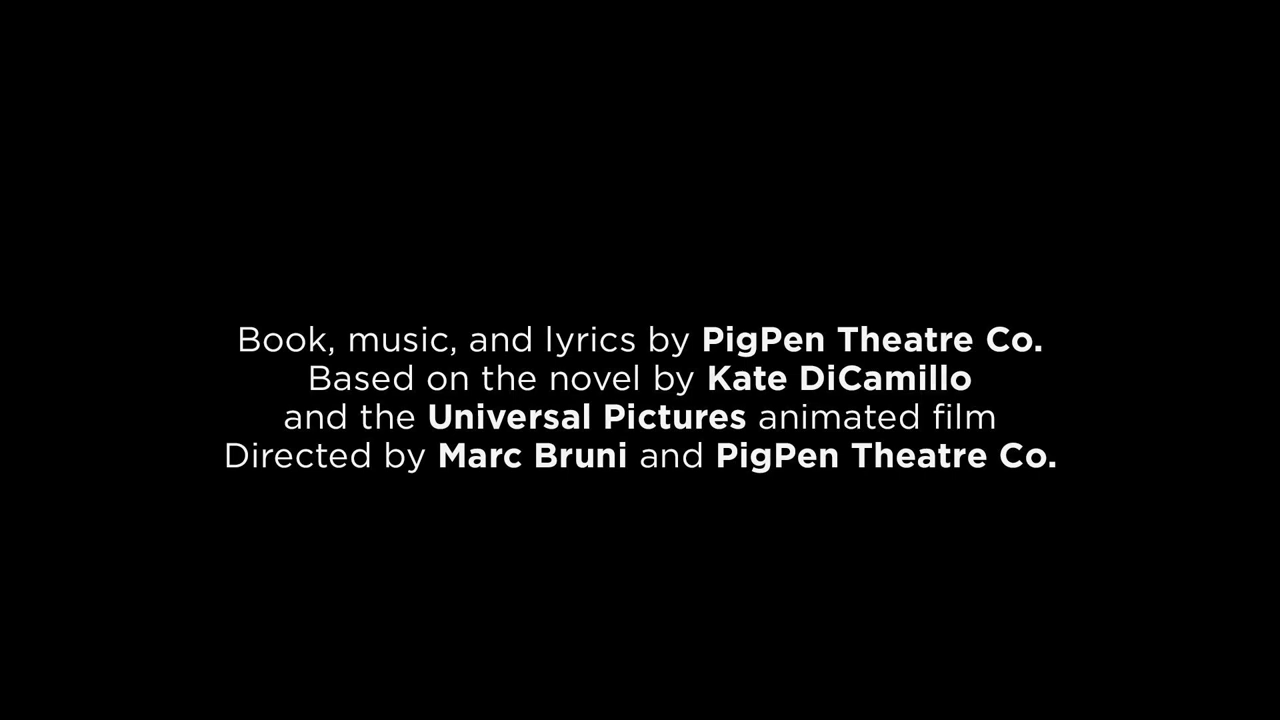 Book, music, and lyrics by PigPen Theatre Co.
Based on the novel by Kate DiCamillo
and the Universal Pictures animated film
Directed by Marc Bruni and PigPen Theatre Co.